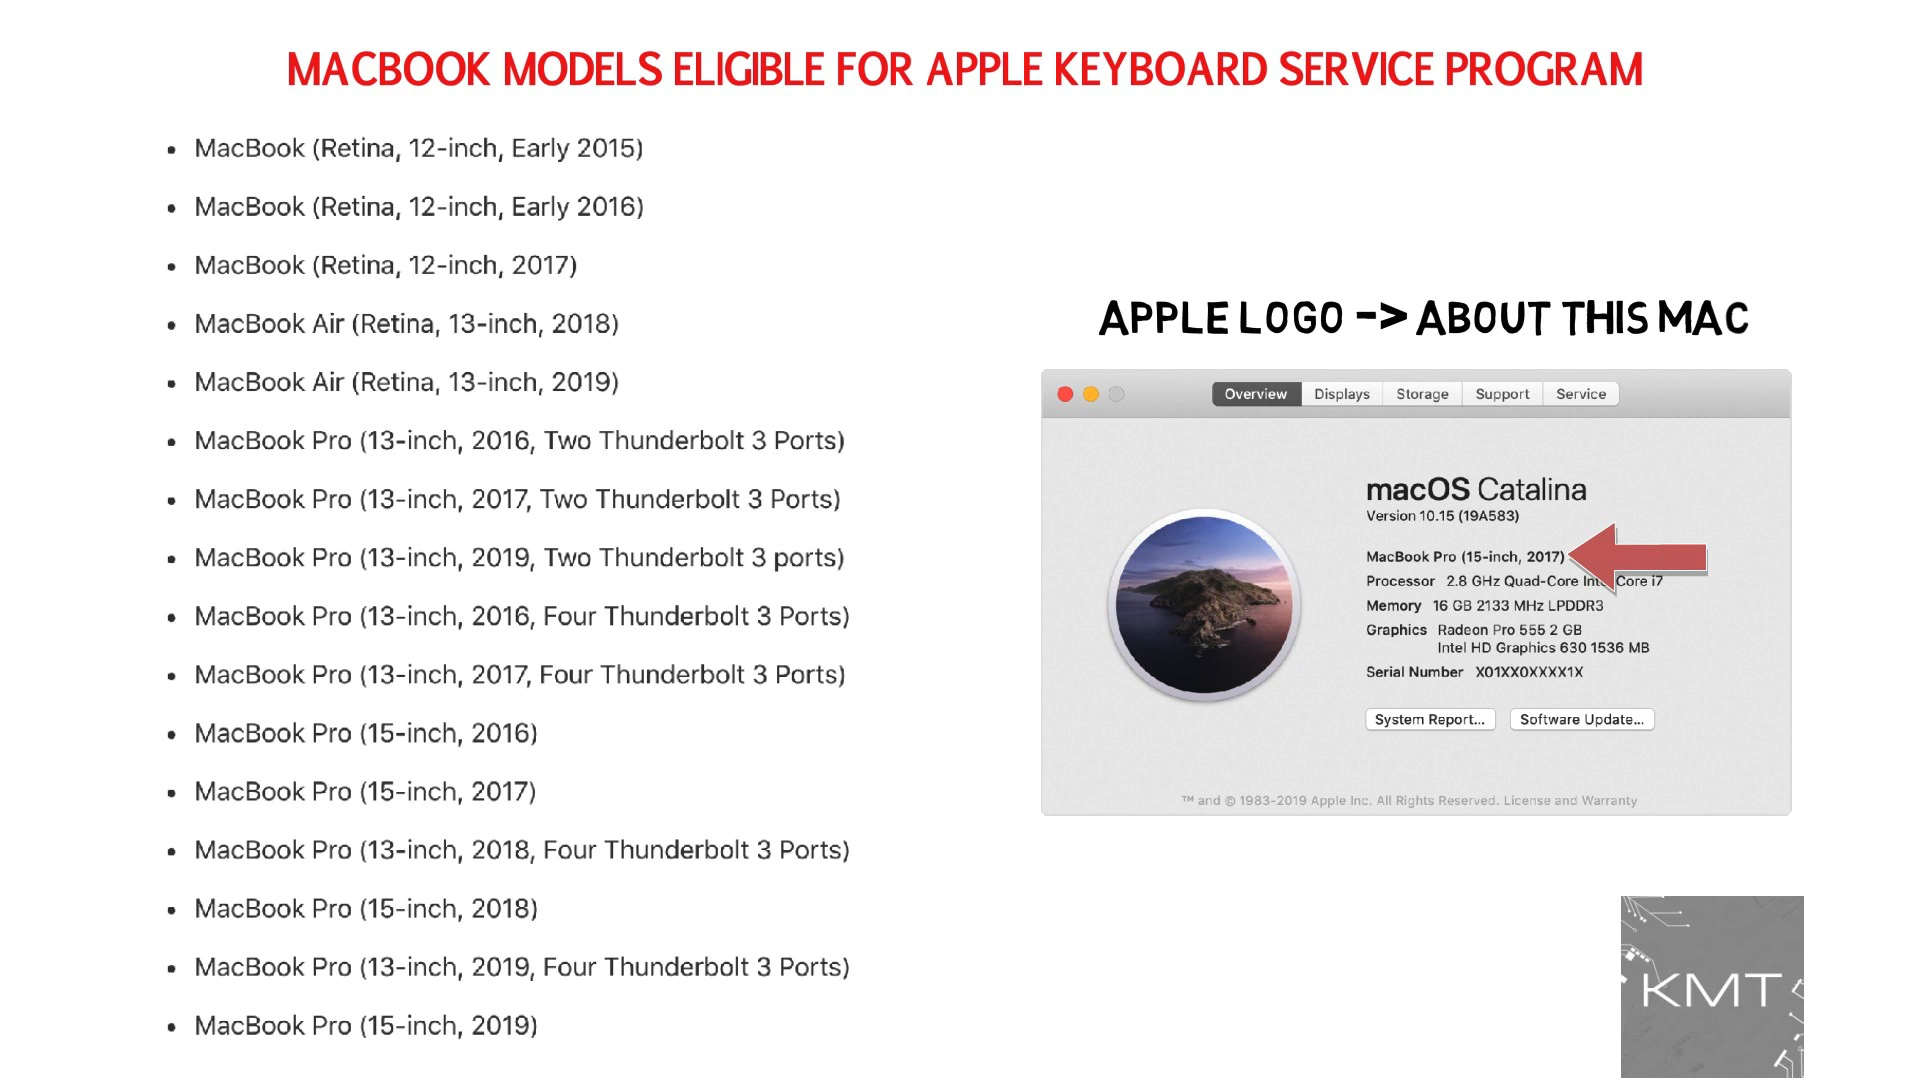 MACBOOK MODELS ELIGIBLE FOR APPLE KEYBOARD SERVICE PROGRAM
• MacBook (Retina, 12-inch, Early 2015)
• MacBook (Retina, 12-inch, Early 2016)
• MacBook (Retina, 12-inch, 2017)
• MacBook Air (Retina, 13-inch, 2018)
• MacBook Air (Retina, 13-inch, 2019)
• MacBook Pro (13-inch, 2016, Two Thunderbolt 3 Ports)
• MacBook Pro (13-inch, 2017, Two Thunderbolt 3 Ports)
• MacBook Pro (13-inch, 2019, Two Thunderbolt 3 ports)
• MacBook Pro (13-inch, 2016, Four Thunderbolt 3 Ports)
• MacBook Pro (13-inch, 2017, Four Thunderbolt 3 Ports)
• MacBook Pro (15-inch, 2016)
• MacBook Pro (15-inch, 2017)
• MacBook Pro (13-inch, 2018, Four Thunderbolt 3 Ports)
• MacBook Pro (15-inch, 2018)
• MacBook Pro (13-inch, 2019, Four Thunderbolt 3 Ports)
• MacBook Pro (15-inch, 2019)
APPLE LOGO -> ABOUT THIS MAC
Overview Displays Storage Support Service
macOS Catalina
Version 10.15 (19A583)
MacBook Pro (15-inch, 2017)
Processor 2.8 GHz Quad-Core Core i7
Memory 16 GB 2133 MHz LPDDR3
Graphics Radeon Pro 555 2 GB
Intel HD Graphics 630 1536 MB
Serial Number X01XX0XXXX1X
System Report... Software Update...
™ and © 1983-2019 Apple Inc. All Rights Reserved. License and Warranty
KMT